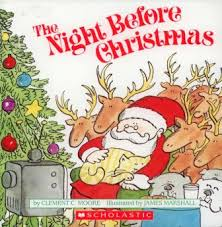 The
Night Before
Christmas
by CLEMENT C. MOORE illustrated by JAMES MARSHALL
SCHOLASTIC